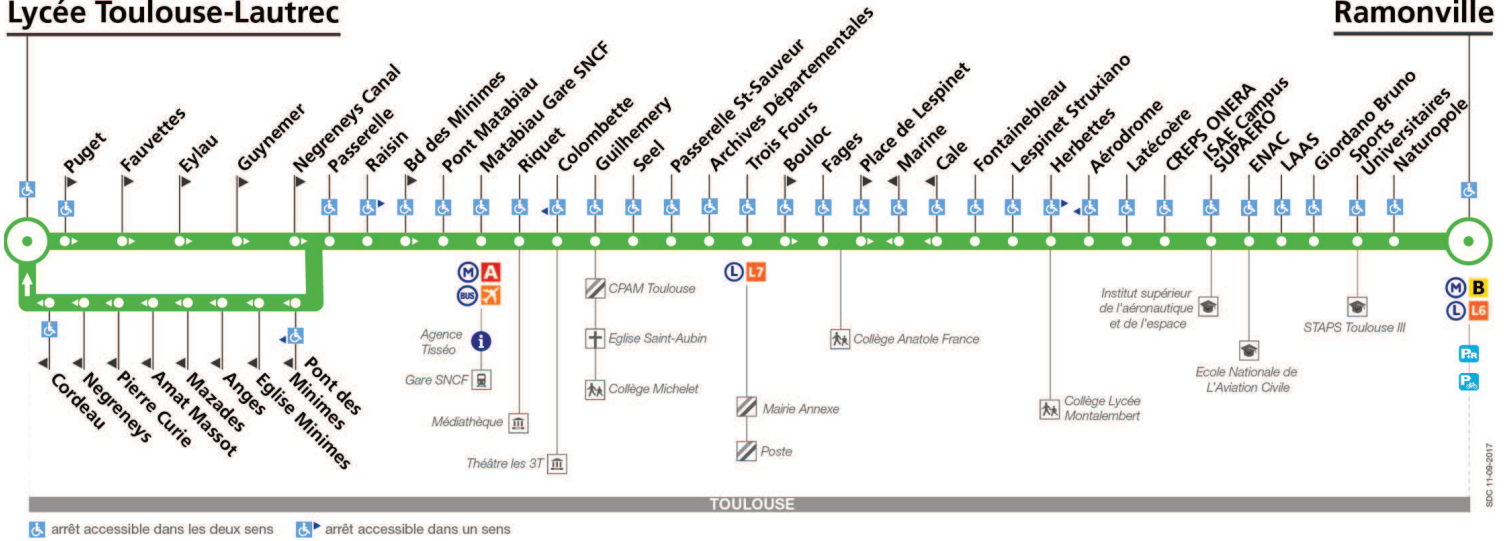 Lycée Toulouse-Lautrec
Ramonville
Puget
Fauvettes
Eylau
Guynemer
Negreneys Canal
Passerelle
Raisin
Bd des Minimes
Pont Matabiau
Matabiau Gare SNCF
Riquet
Colombette
Guilhemery
Seel
Passerelle St-Sauveur
Archives Départementales
Trois Fours
Bouloc
Fages
Place de Lespinet
Marine
Cale
Fontainebleau
Lespinet Struxiano
Herbettes
Aérodrome
Latécoère
CREPS ONERA
ISAE Campus
SUPAERO
ENAC
LAAS
Giordano Bruno
Sports
Universitaires
Naturopole
Cordeau
Negreneys
Pierre Curie
Amat Massot
Mazades
Anges
Eglise Minimes
Pont des
Minimes
M A
BUS
Agence
Tisséo
i
Gare SNCF
Médiathèque
Théâtre les 3T
CPAM Toulouse
Eglise Saint-Aubin
Collège Michelet
L L7
Mairie Annexe
Poste
Collège Anatole France
Collège Lycée
Montalembert
Institut supérieur
de l'aéronautique
et de l'espace
Ecole Nationale de
L'Aviation Civile
STAPS Toulouse III
M B
L L6
P+R
P
TOULOUSE
SDC 11-09-2017
arrêt accessible dans les deux sens
arrêt accessible dans un sens